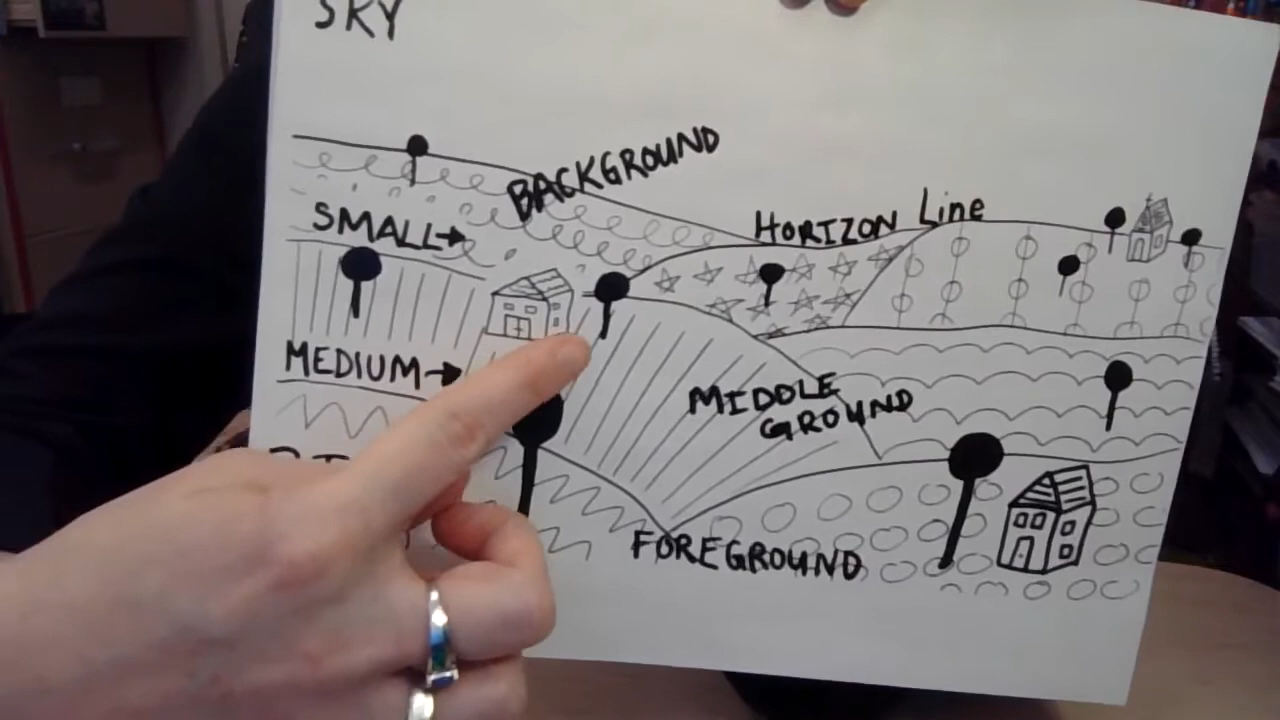 SKY
BACKGROUND
SMALL
HORIZON Line
MEDIUM
MIDDLE
GROUND
FOREGROUND